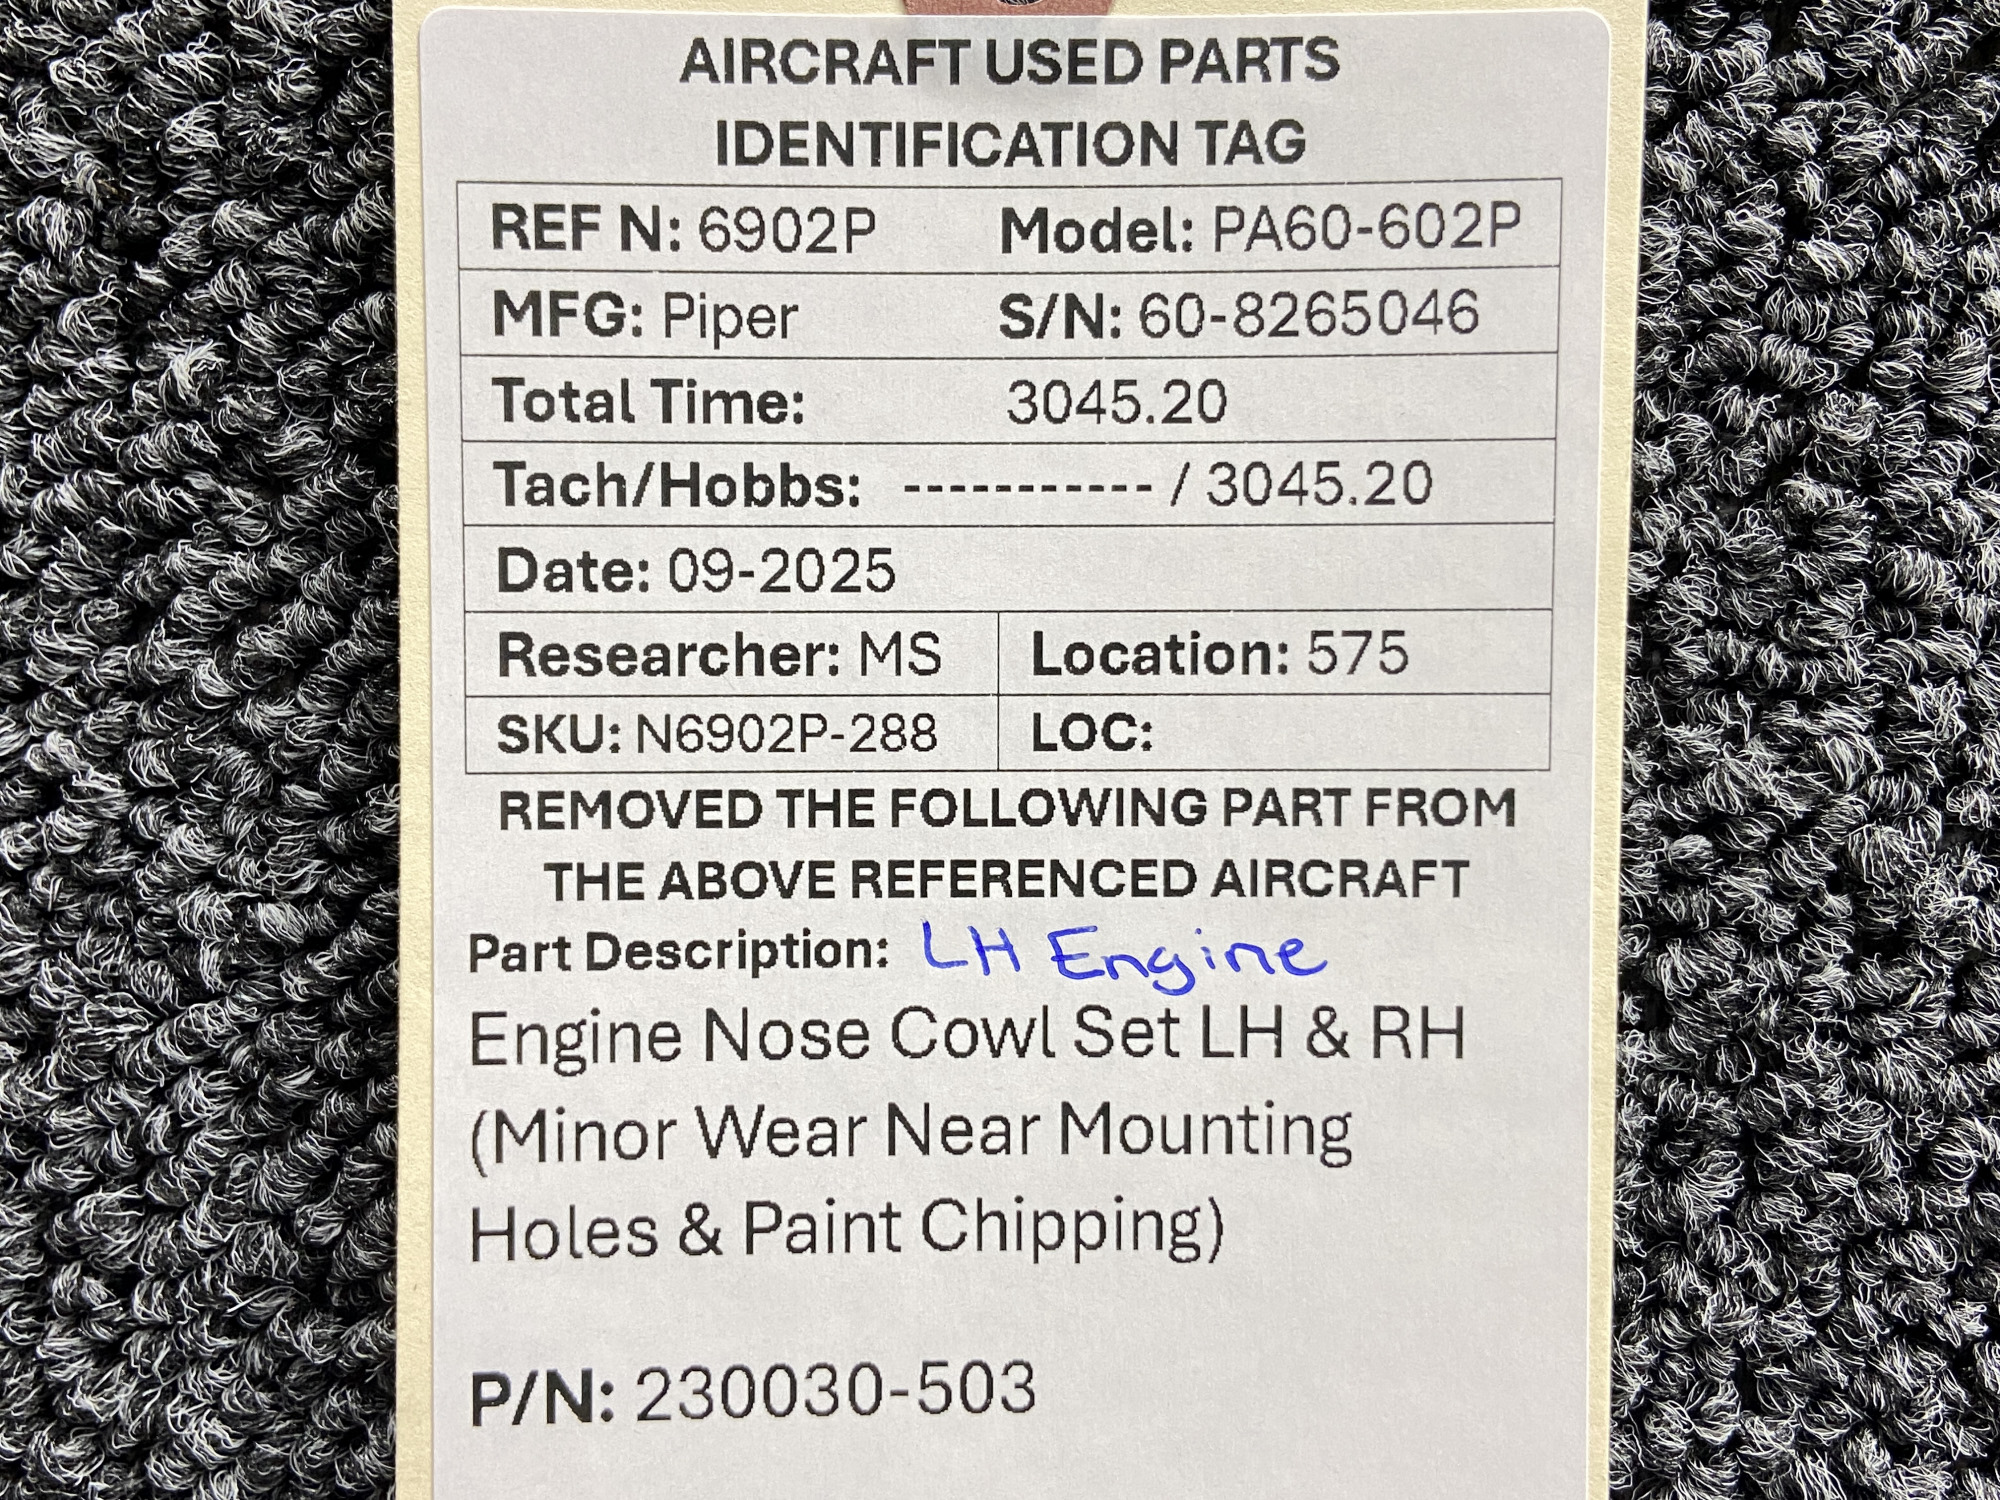 AIRCRAFT USED PARTS
IDENTIFICATION TAG
REF N: 6902P Model: PA60-602P
MFG: Piper S/N: 60-8265046
Total Time: 3045.20
Tach/Hobbs: ----------- / 3045.20
Date: 09-2025
Researcher: MS Location: 575
SKU: N6902P-288 LOC:
REMOVED THE FOLLOWING PART FROM
THE ABOVE REFERENCED AIRCRAFT
Part Description: LH Engine
Engine Nose Cowl Set LH & RH
(Minor Wear Near Mounting
Holes & Paint Chipping)
P/N: 230030-503